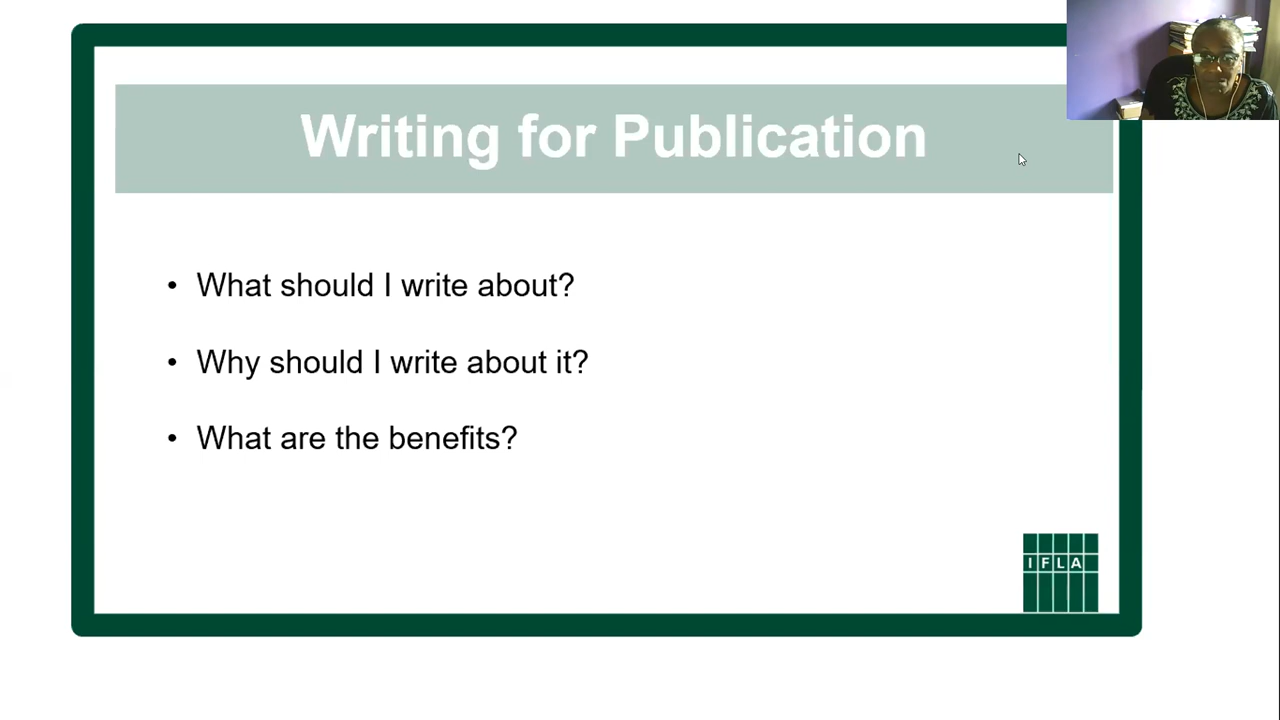 Writing for Publication
• What should I write about?
• Why should I write about it?
• What are the benefits?
IFLA